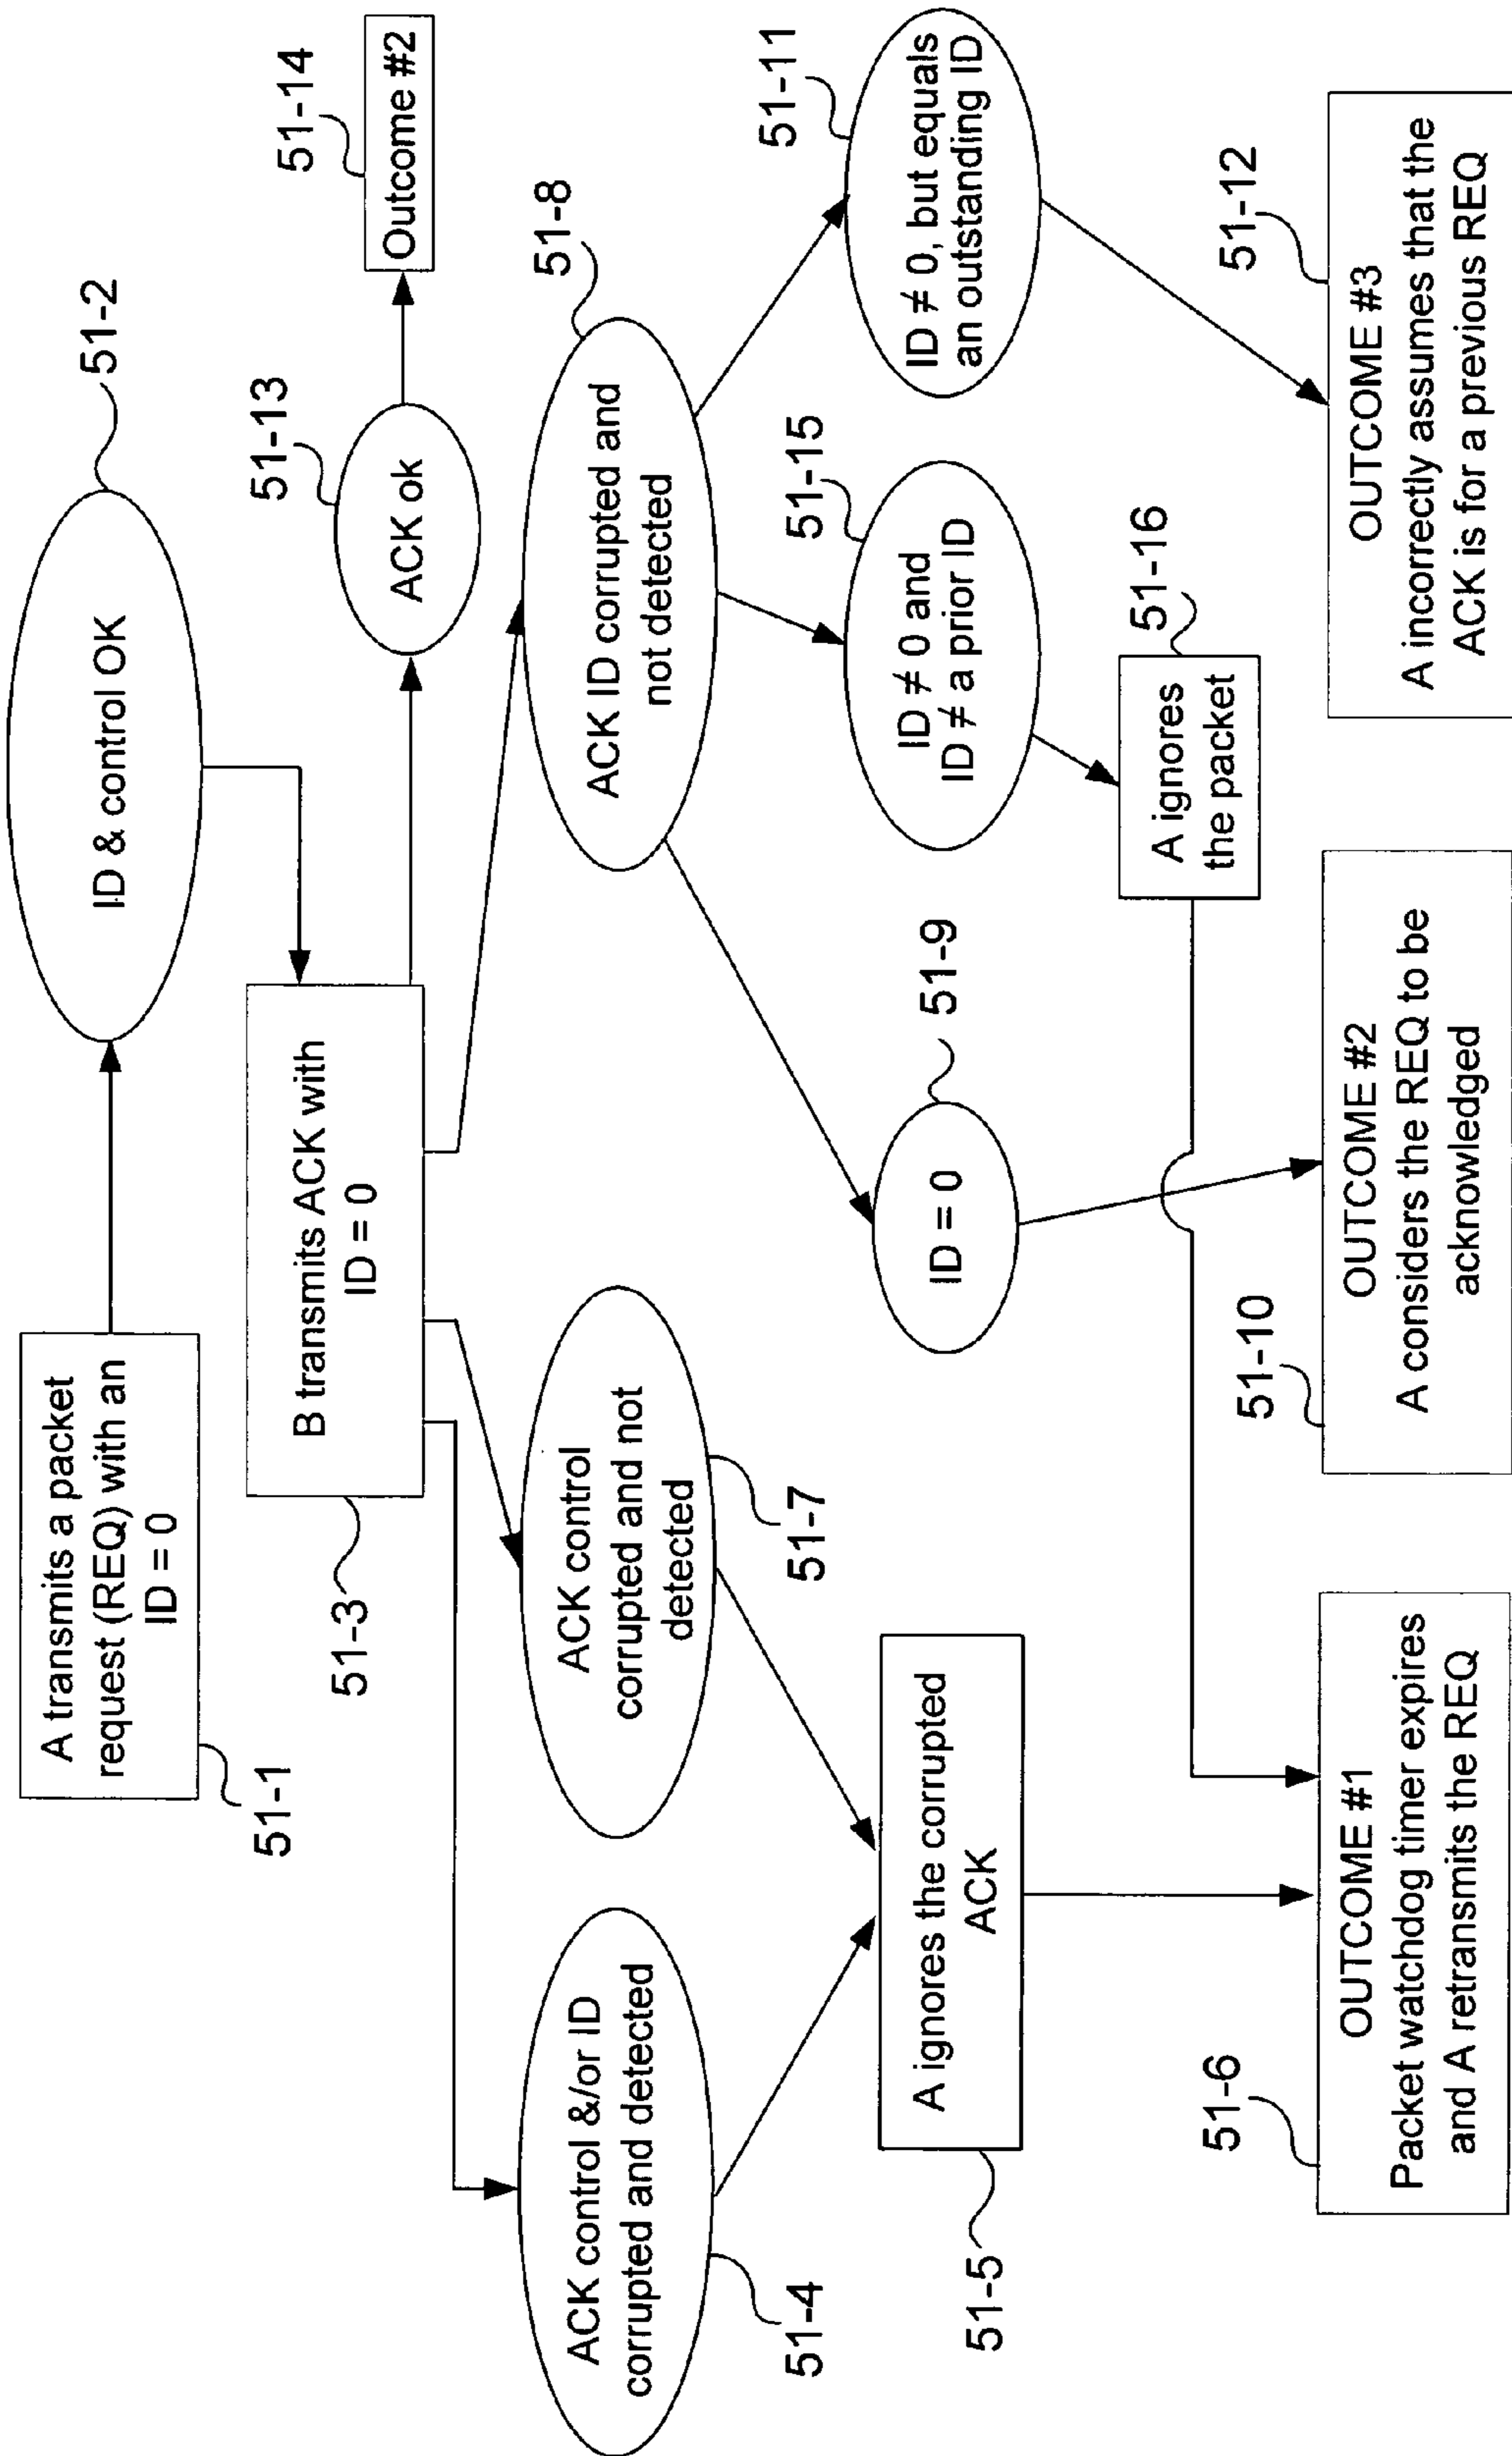 A transmits a packet
request (REQ) with an
ID = 0
51-1
ID & control OK
51-2
B transmits ACK with
ID = 0
51-3
ACK ok
51-13
Outcome #2
51-14
ACK control &/or ID
corrupted and detected
51-4
ACK control
corrupted and not
detected
51-7
ACK ID corrupted and
not detected
51-8
A ignores the corrupted
ACK
51-5
ID = 0
51-9
ID ≠ 0 and
ID ≠ a prior ID
51-15
ID ≠ 0, but equals
an outstanding ID
51-11
A ignores
the packet
51-16
OUTCOME #1
Packet watchdog timer expires
and A retransmits the REQ
51-6
OUTCOME #2
A considers the REQ to be
acknowledged
51-10
OUTCOME #3
A incorrectly assumes that the
ACK is for a previous REQ
51-12